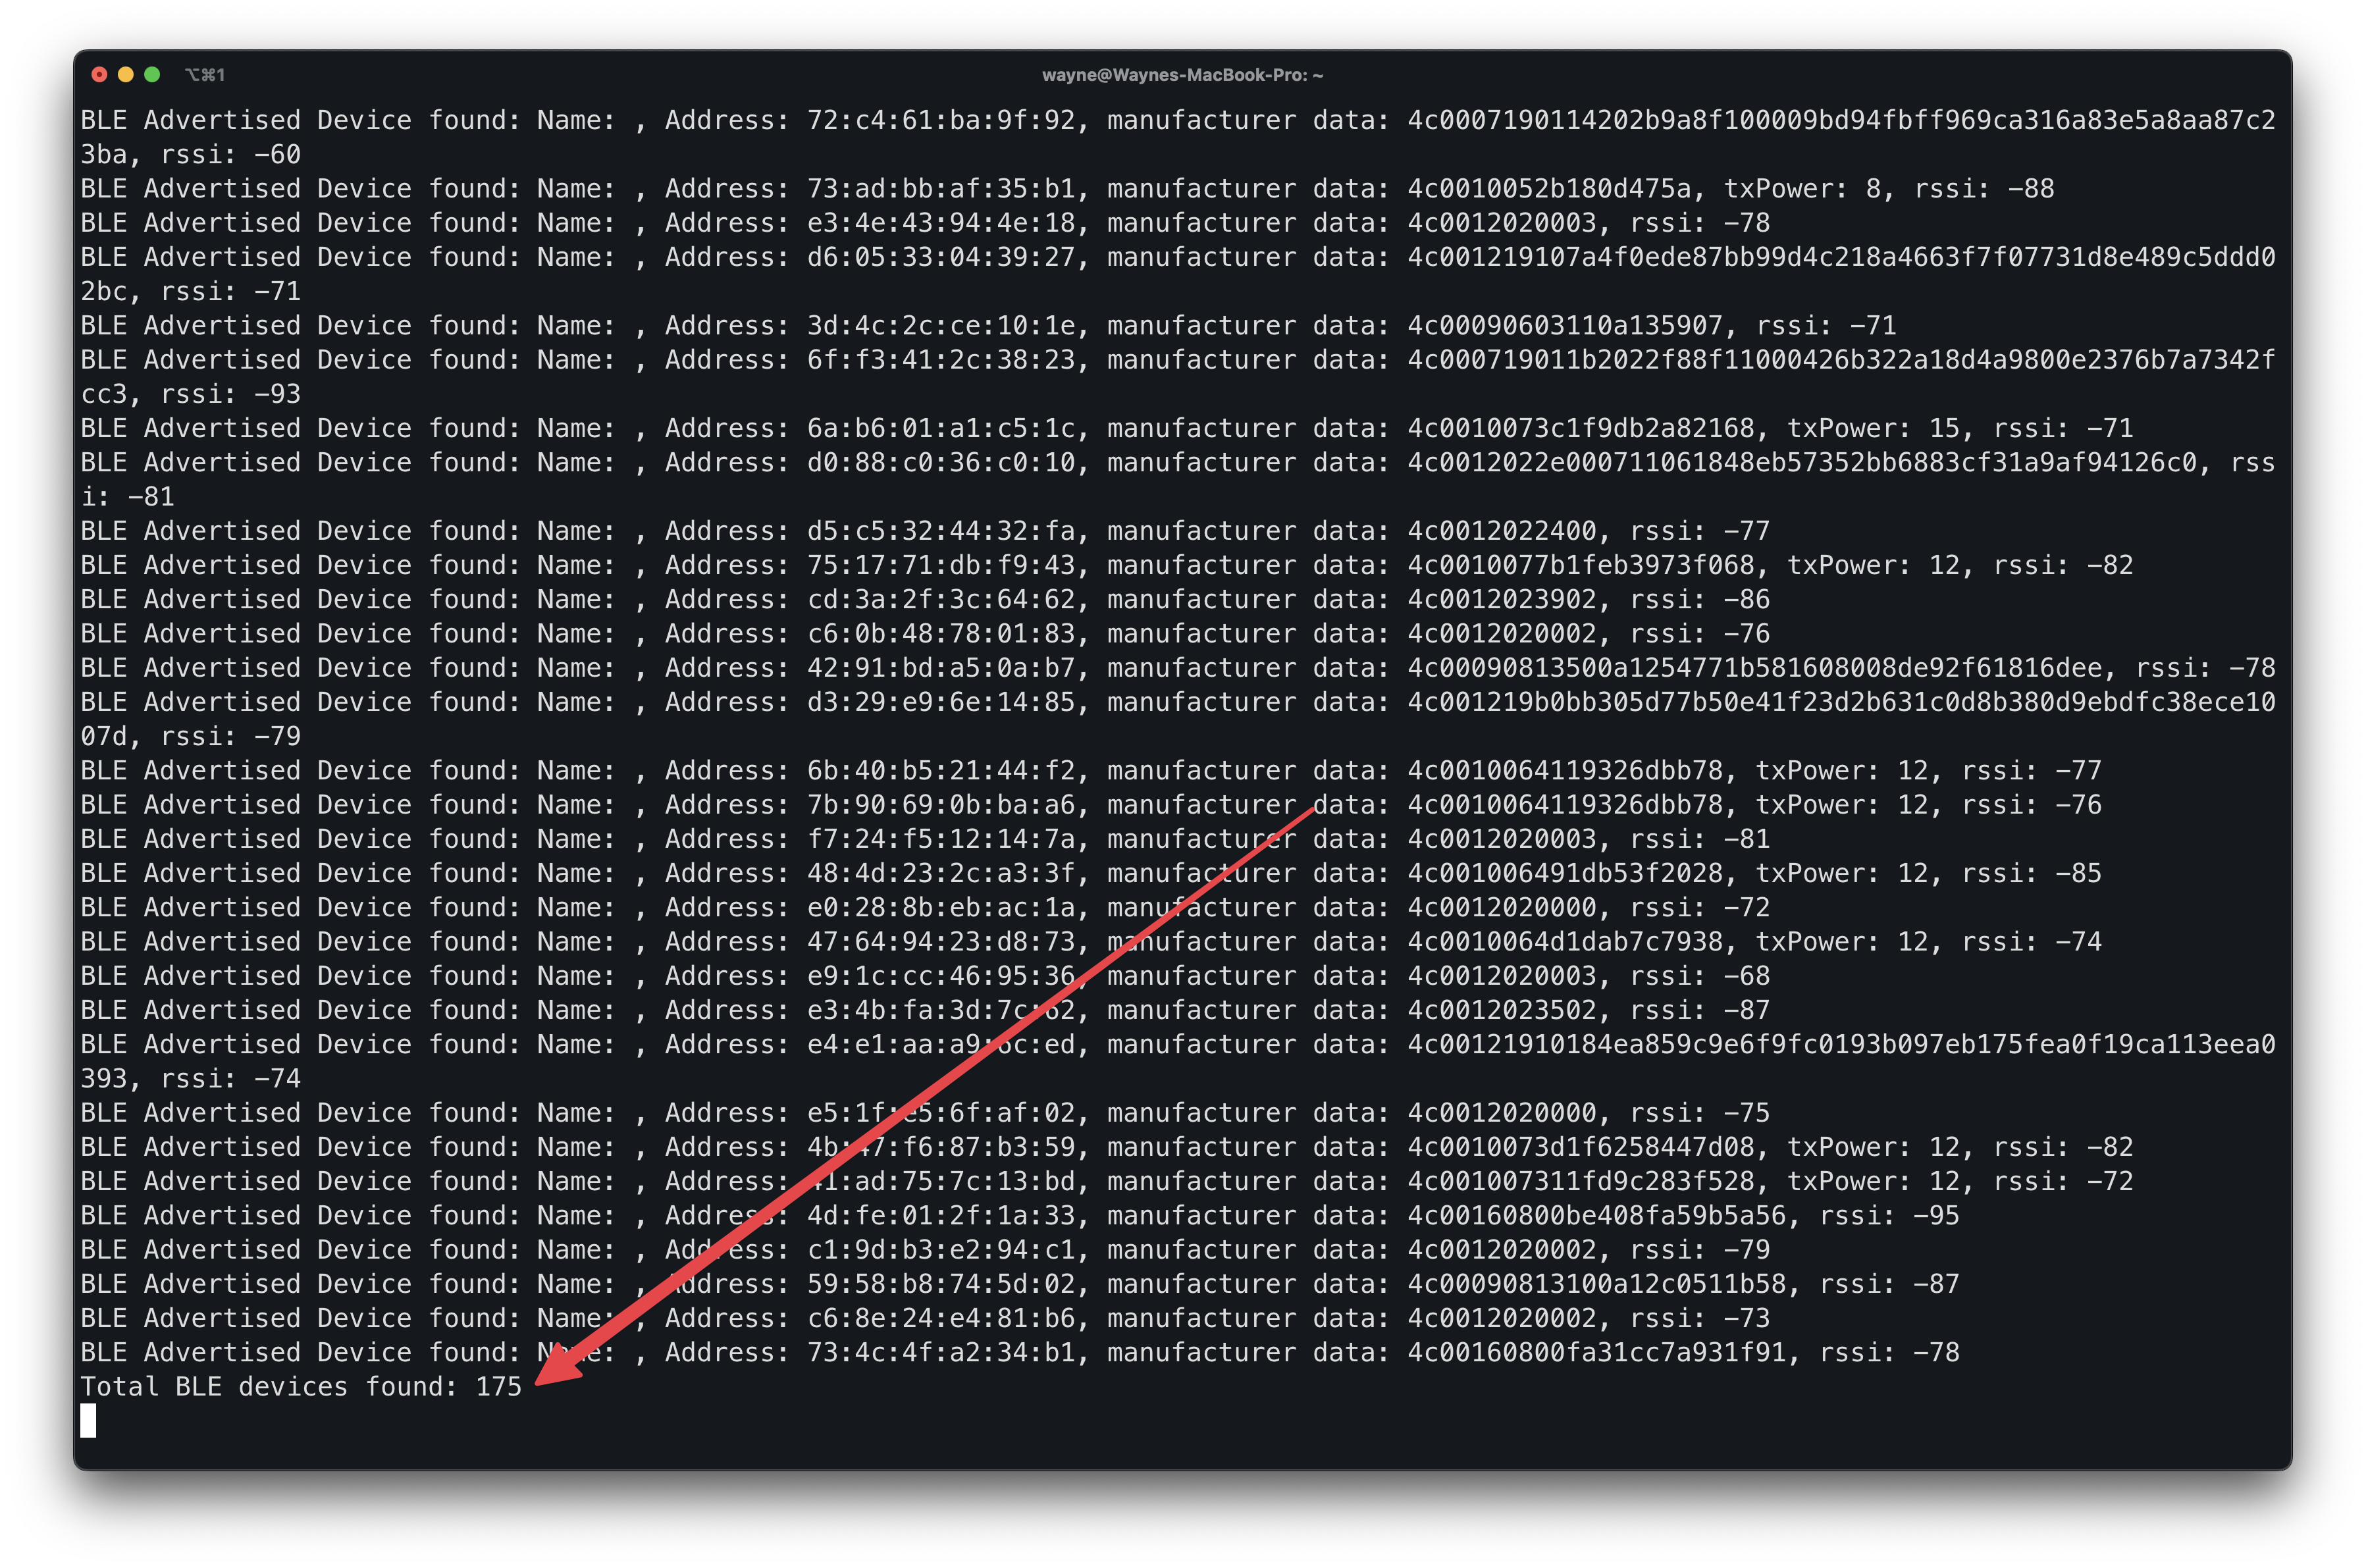 ⌥⌘1
wayne@Waynes-MacBook-Pro: ~
BLE Advertised Device found: Name: , Address: 72:c4:61:ba:9f:92, manufacturer data: 4c0007190114202b9a8f100009bd94fbff969ca316a83e5a8aa87c2
3ba, rssi: -60
BLE Advertised Device found: Name: , Address: 73:ad:bb:af:35:b1, manufacturer data: 4c0010052b180d475a, txPower: 8, rssi: -88
BLE Advertised Device found: Name: , Address: e3:4e:43:94:4e:18, manufacturer data: 4c0012020003, rssi: -78
BLE Advertised Device found: Name: , Address: d6:05:33:04:39:27, manufacturer data: 4c001219107a4f0ede87bb99d4c218a4663f7f07731d8e489c5ddd0
2bc, rssi: -71
BLE Advertised Device found: Name: , Address: 3d:4c:2c:ce:10:1e, manufacturer data: 4c00090603110a135907, rssi: -71
BLE Advertised Device found: Name: , Address: 6f:f3:41:2c:38:23, manufacturer data: 4c000719011b2022f88f11000426b322a18d4a9800e2376b7a7342f
cc3, rssi: -93
BLE Advertised Device found: Name: , Address: 6a:b6:01:a1:c5:1c, manufacturer data: 4c0010073c1f9db2a82168, txPower: 15, rssi: -71
BLE Advertised Device found: Name: , Address: d0:88:c0:36:c0:10, manufacturer data: 4c0012022e000711061848eb57352bb6883cf31a9af94126c0, rss
i: -81
BLE Advertised Device found: Name: , Address: d5:c5:32:44:32:fa, manufacturer data: 4c0012022400, rssi: -77
BLE Advertised Device found: Name: , Address: 75:17:71:db:f9:43, manufacturer data: 4c0010077b1feb3973f068, txPower: 12, rssi: -82
BLE Advertised Device found: Name: , Address: cd:3a:2f:3c:64:62, manufacturer data: 4c0012023902, rssi: -86
BLE Advertised Device found: Name: , Address: c6:0b:48:78:01:83, manufacturer data: 4c0012020002, rssi: -76
BLE Advertised Device found: Name: , Address: 42:91:bd:a5:0a:b7, manufacturer data: 4c00090813500a1254771b581608008de92f61816dee, rssi: -78
BLE Advertised Device found: Name: , Address: d3:29:e9:6e:14:85, manufacturer data: 4c001219b0bb305d77b50e41f23d2b631c0d8b380d9ebdfc38ece10
07d, rssi: -79
BLE Advertised Device found: Name: , Address: 6b:40:b5:21:44:f2, manufacturer data: 4c0010064119326dbb78, txPower: 12, rssi: -77
BLE Advertised Device found: Name: , Address: 7b:90:69:0b:ba:a6, manufacturer data: 4c0010064119326dbb78, txPower: 12, rssi: -76
BLE Advertised Device found: Name: , Address: f7:24:f5:12:14:7a, manufacturer data: 4c0012020003, rssi: -81
BLE Advertised Device found: Name: , Address: 48:4d:23:2c:a3:3f, manufacturer data: 4c001006491db53f2028, txPower: 12, rssi: -85
BLE Advertised Device found: Name: , Address: e0:28:8b:eb:ac:1a, manufacturer data: 4c0012020000, rssi: -72
BLE Advertised Device found: Name: , Address: 47:64:94:23:d8:73, manufacturer data: 4c0010064d1dab7c7938, txPower: 12, rssi: -74
BLE Advertised Device found: Name: , Address: e9:1c:cc:46:95:36, manufacturer data: 4c0012020003, rssi: -68
BLE Advertised Device found: Name: , Address: e3:4b:fa:3d:7c:62, manufacturer data: 4c0012023502, rssi: -87
BLE Advertised Device found: Name: , Address: e4:e1:aa:a9:6c:ed, manufacturer data: 4c00121910184ea859c9e6f9fc0193b097eb175fea0f19ca113eea0
393, rssi: -74
BLE Advertised Device found: Name: , Address: e5:1f:e5:6f:af:02, manufacturer data: 4c0012020000, rssi: -75
BLE Advertised Device found: Name: , Address: 4b:47:f6:87:b3:59, manufacturer data: 4c0010073d1f6258447d08, txPower: 12, rssi: -82
BLE Advertised Device found: Name: , Address: 41:ad:75:7c:13:bd, manufacturer data: 4c001007311fd9c283f528, txPower: 12, rssi: -72
BLE Advertised Device found: Name: , Address: 4d:fe:01:2f:1a:33, manufacturer data: 4c00160800be408fa59b5a56, rssi: -95
BLE Advertised Device found: Name: , Address: c1:9d:b3:e2:94:c1, manufacturer data: 4c0012020002, rssi: -79
BLE Advertised Device found: Name: , Address: 59:58:b8:74:5d:02, manufacturer data: 4c00090813100a12c0511b58, rssi: -87
BLE Advertised Device found: Name: , Address: c6:8e:24:e4:81:b6, manufacturer data: 4c0012020002, rssi: -73
BLE Advertised Device found: Name: , Address: 73:4c:4f:a2:34:b1, manufacturer data: 4c00160800fa31cc7a931f91, rssi: -78
Total BLE devices found: 175